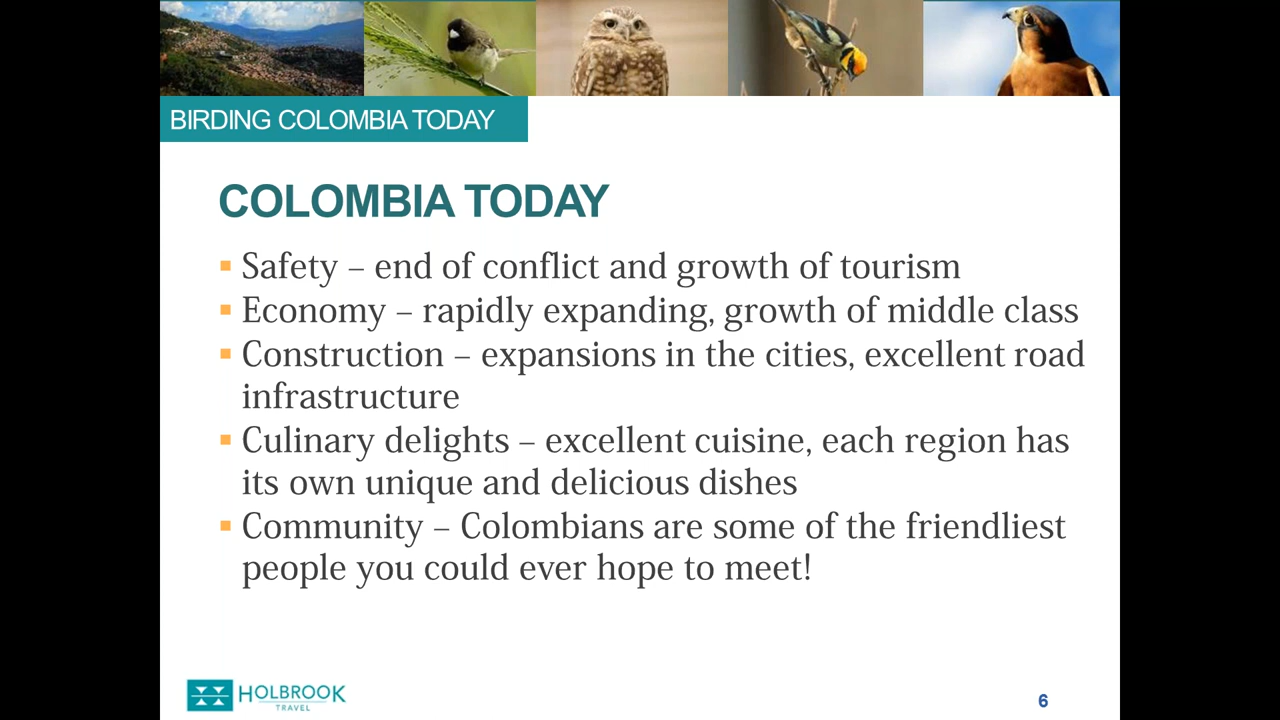 BIRDING COLOMBIA TODAY
COLOMBIA TODAY
▪ Safety – end of conflict and growth of tourism
▪ Economy – rapidly expanding, growth of middle class
▪ Construction – expansions in the cities, excellent road
infrastructure
▪ Culinary delights – excellent cuisine, each region has
its own unique and delicious dishes
▪ Community – Colombians are some of the friendliest
people you could ever hope to meet!
HOLBROOK
TRAVEL
6